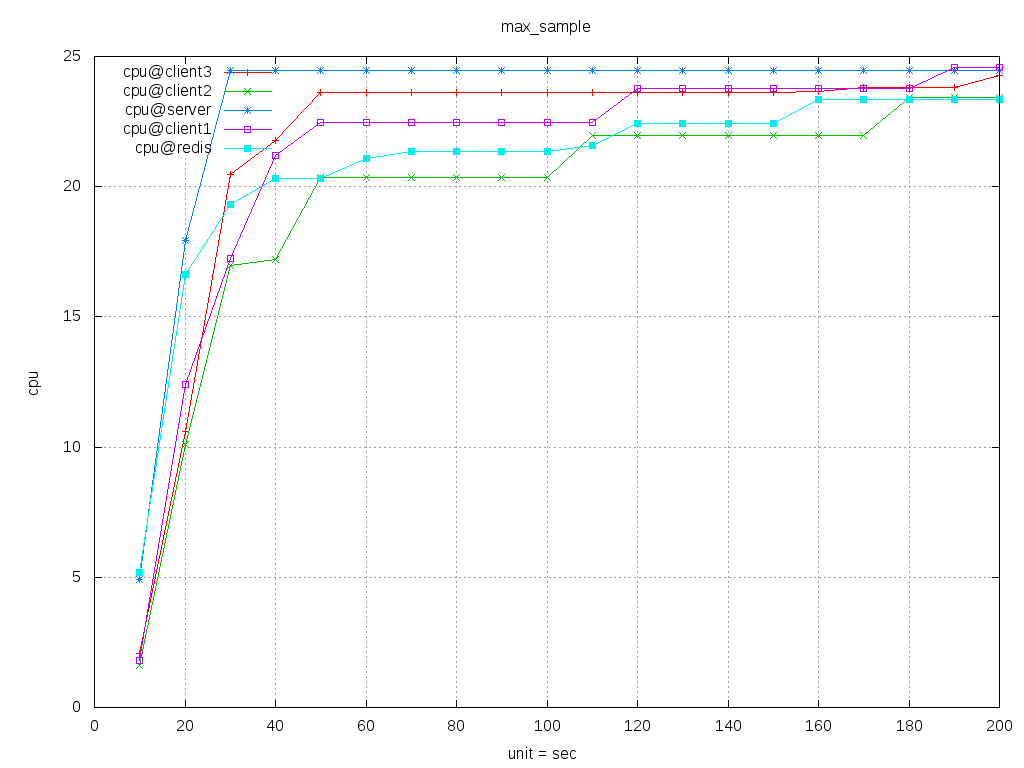 max_sample
25
20
15
10
5
0
cpu
cpu@client3
cpu@client2
cpu@server
cpu@client1
cpu@redis
0 20 40 60 80 100 120 140 160 180 200
unit = sec